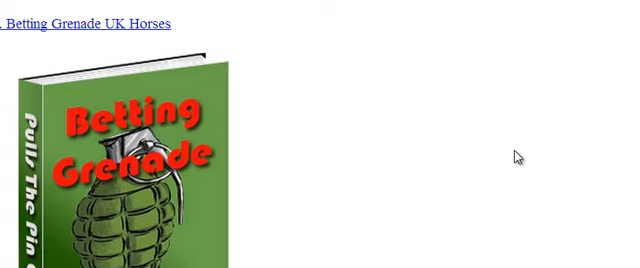 . Betting Grenade UK Horses
Betting
Grenade
Pulls The Pin